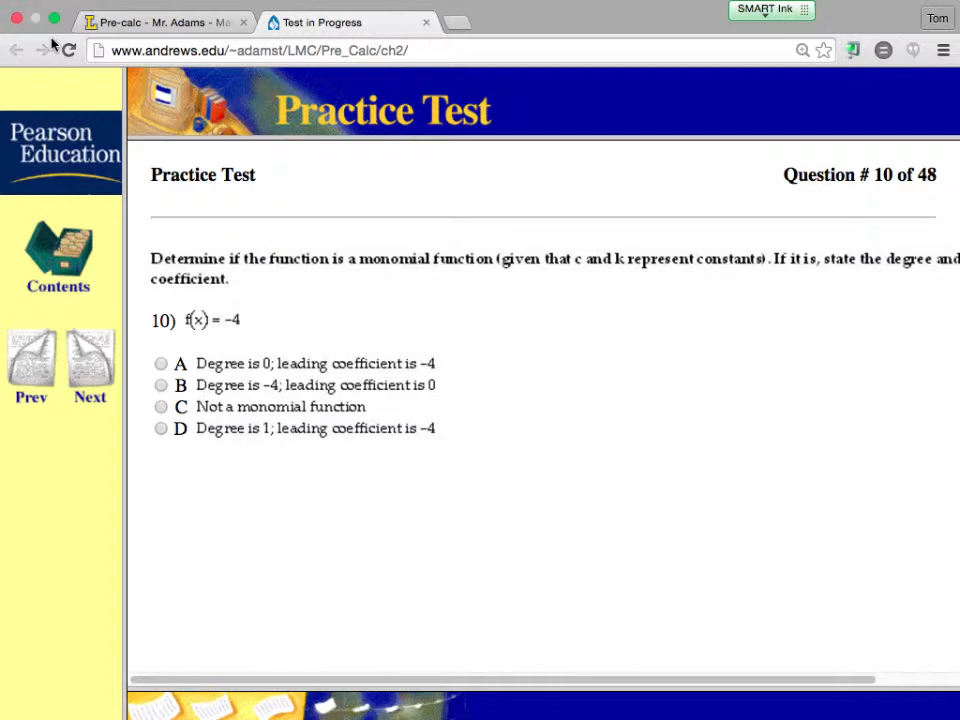 SMART Ink
Pre-calc - Mr. Adams - Ma
Test in Progress
Tom
www.andrews.edu/~adamst/LMC/Pre_Calc/ch2/
Pearson
Education
Contents
Prev
Next
Practice Test
Practice Test
Question # 10 of 48
Determine if the function is a monomial function (given that c and k represent constants). If it is, state the degree and
coefficient.
10) f(x) = -4
A Degree is 0; leading coefficient is -4
B Degree is -4; leading coefficient is 0
C Not a monomial function
D Degree is 1; leading coefficient is -4